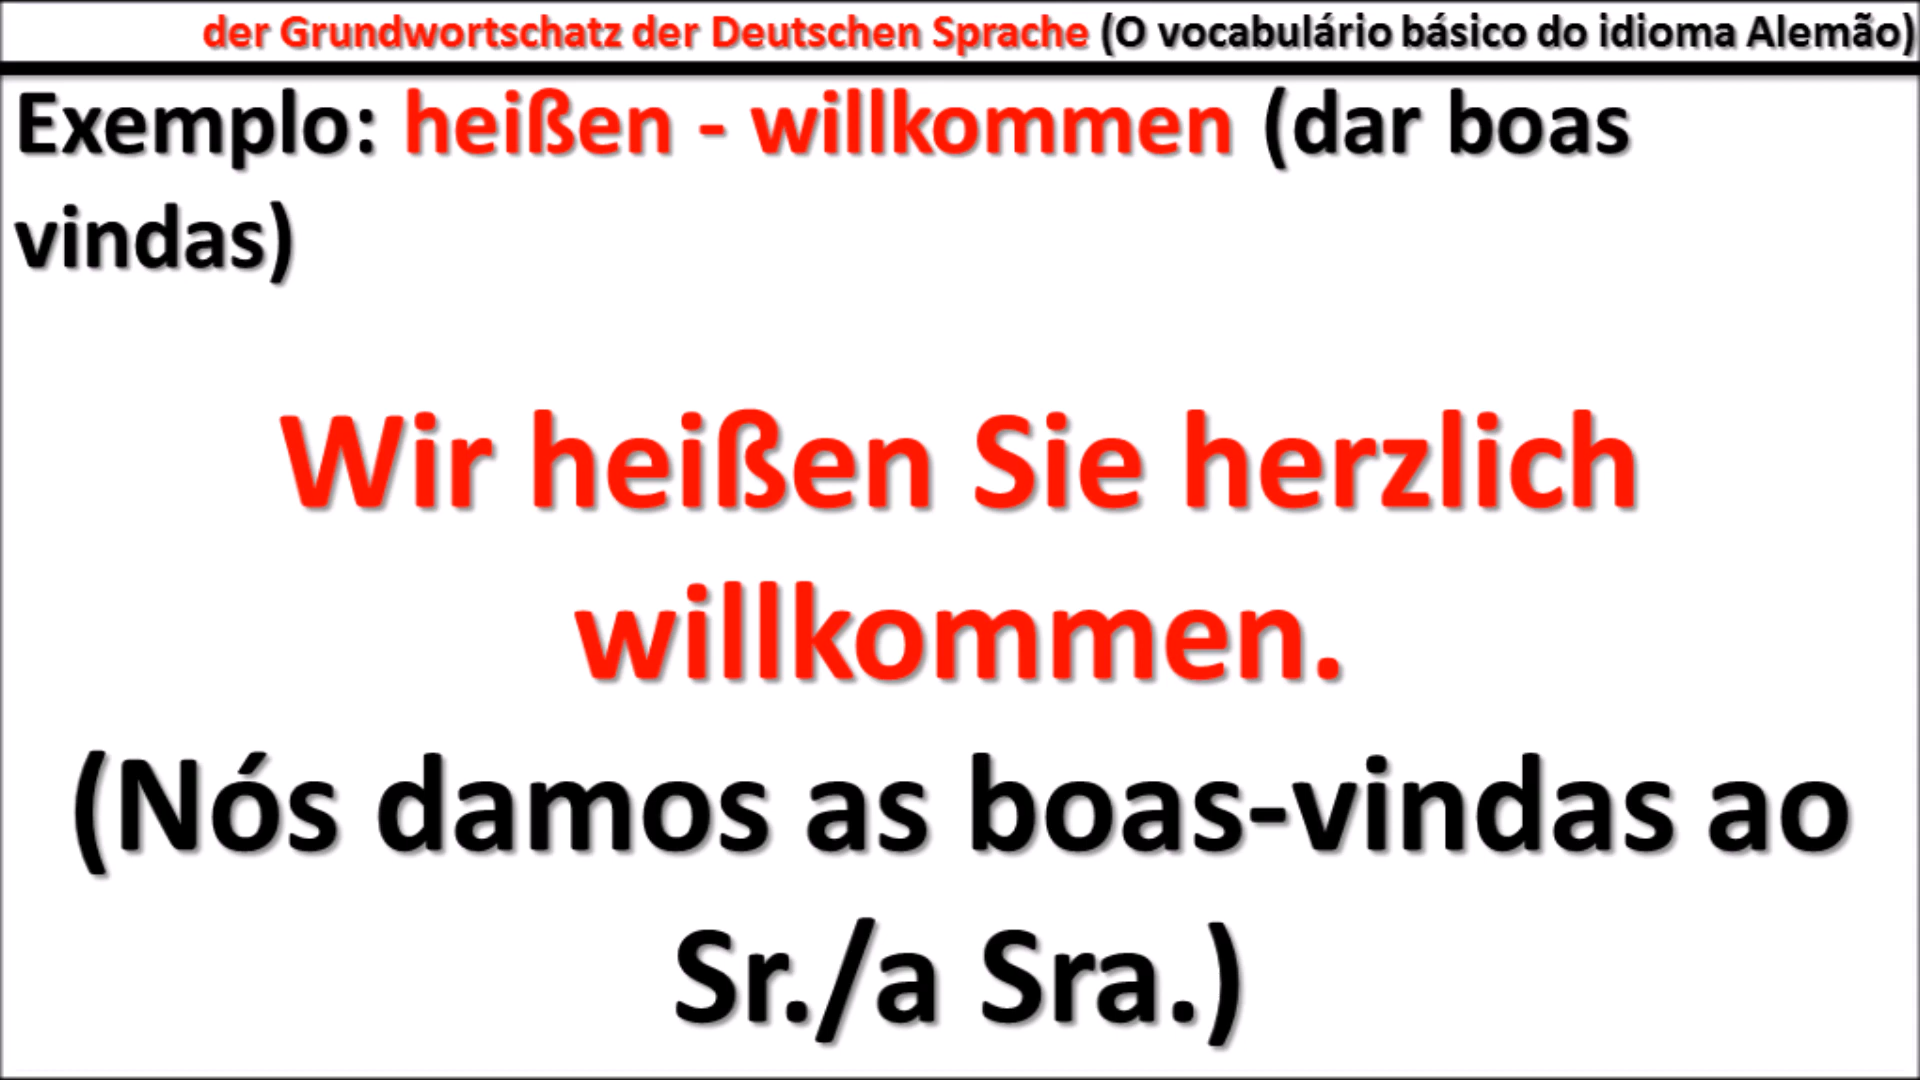 der Grundwortschatz der Deutschen Sprache (O vocabulário básico do idioma Alemão)
Exemplo: heißen - willkommen (dar boas
vindas)
Wir heißen Sie herzlich
willkommen.
(Nós damos as boas-vindas ao
Sr./a Sra.)